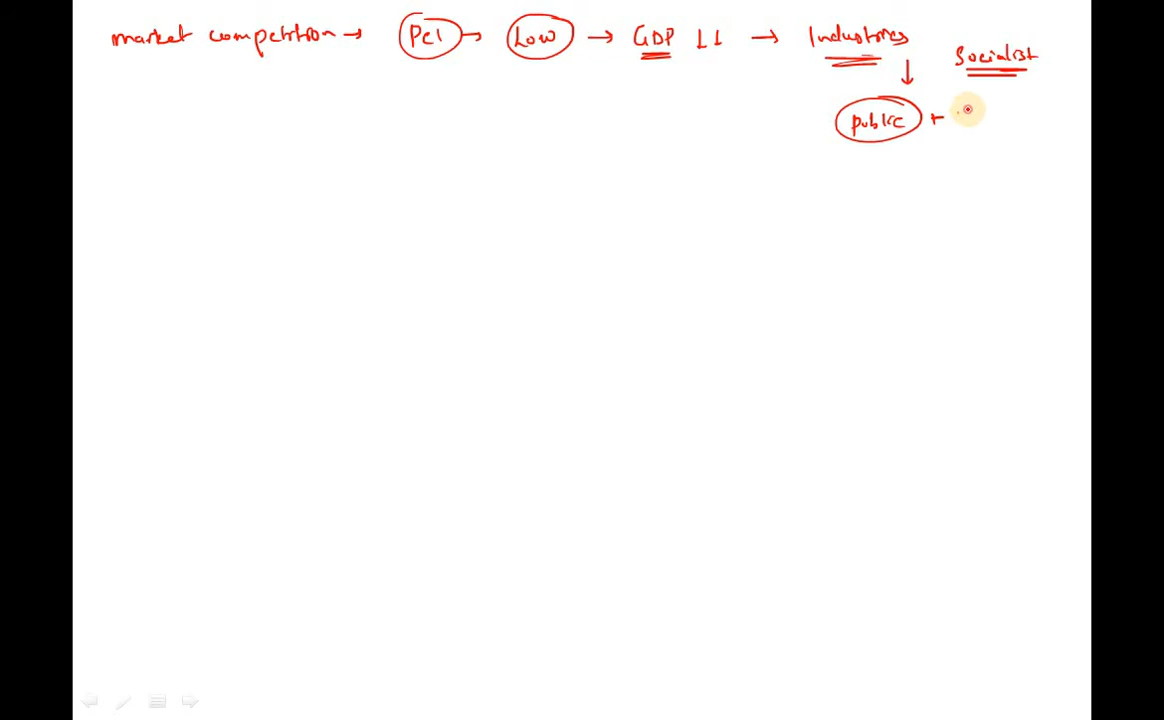 market competition → PCI → Low → GDP ↓↓ → Industries
Socialist
↓
public +